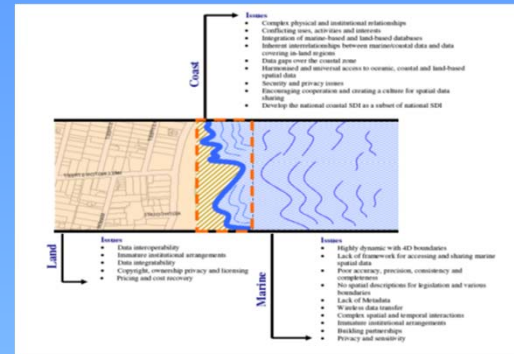 Issues
• Complex physical and institutional relationships
• Conflicting uses, activities and interests
• Integration of marine-based and land-based databases
• Inherent interrelationships between marine/coastal data and data
covering in-land regions
• Data gaps over the coastal zone
• Harmonised and universal access to oceanic, coastal and land-based
spatial data
• Security and privacy issues
• Encouraging cooperation and creating a culture for spatial data
sharing
• Develop the national coastal SDI as a subset of national SDI
Coast
Land
Issues
• Data interoperability
• Immature institutional arrangements
• Data integratability
• Copyright, ownership privacy and licensing
• Pricing and cost recovery
Marine
Issues
• Highly dynamic with 4D boundaries
• Lack of framework for accessing and sharing marine
spatial data
• Poor accuracy, precision, consistency and
completeness
• No spatial descriptions for legislation and various
boundaries
• Lack of Metadata
• Wireless data transfer
• Complex spatial and temporal interactions
• Immature institutional arrangements
• Building partnerships
• Privacy and sensitivity